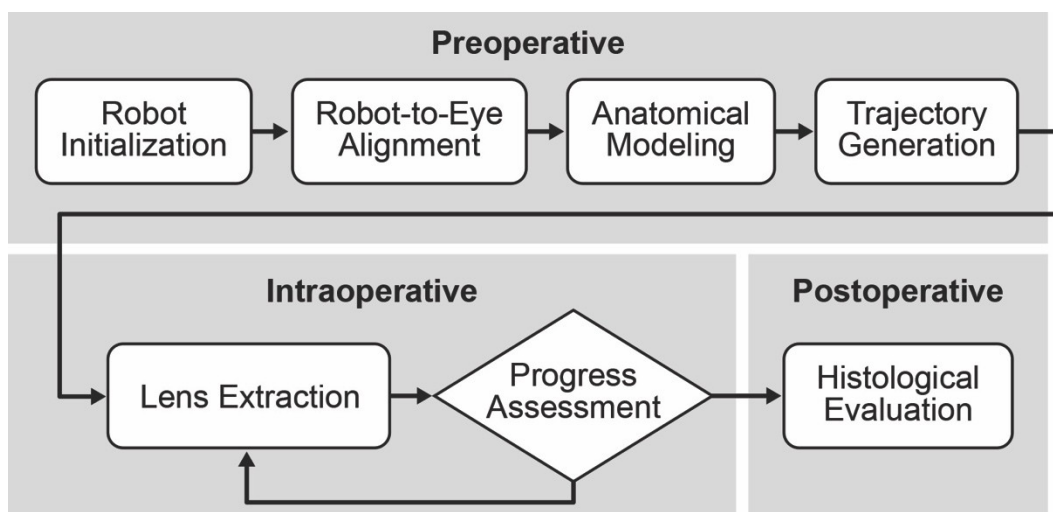 Preoperative
Robot
Initialization
Robot-to-Eye
Alignment
Anatomical
Modeling
Trajectory
Generation
Intraoperative
Lens Extraction
Progress
Assessment
Postoperative
Histological
Evaluation